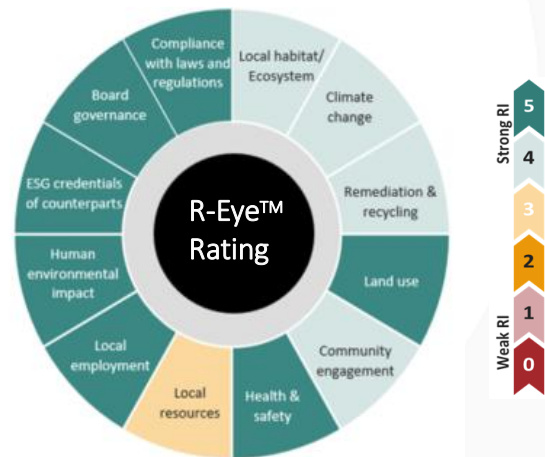 Compliance
with laws and
regulations
Local habitat/
Ecosystem
Climate
change
Remediation &
recycling
Land use
Community
engagement
Health &
safety
Local
resources
Local
employment
Human
environmental
impact
ESG credentials
of counterparts
Board
governance
R-Eye™
Rating
Strong RI
Weak RI
5
4
3
2
1
0